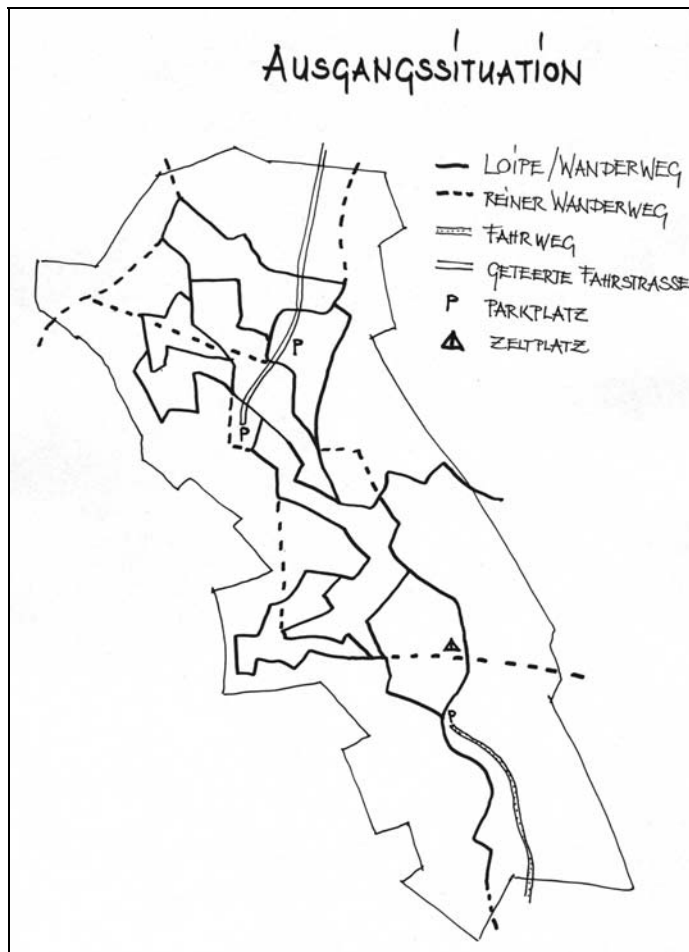 AUSGANGSSITUATION
LOIPE/WANDERWEG
REINER WANDERWEG
FAHRWEG
GETEERTE FAHRSTRASSE
P PARKPLATZ
ZELTPLATZ
P
P
P